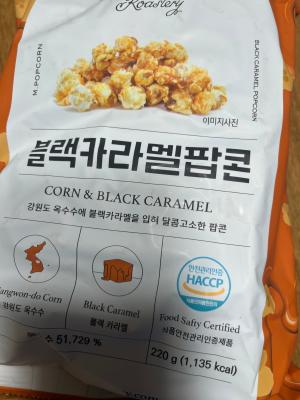 Roastery
M. POPCORN
BLACK CARAMEL POPCORN
이미지사진
블랙카라멜팝콘
CORN & BLACK CARAMEL
강원도 옥수수에 블랙카라멜을 입혀 달콤고소한 팝콘
안전관리인증
HACCP
식품의약품안전처
angwon-do Corn
강원도 옥수수
Black Caramel
블랙 카라멜
Food Safty Certified
식품안전관리인증제품
수 51.729 %
220 g (1,135 kcal)